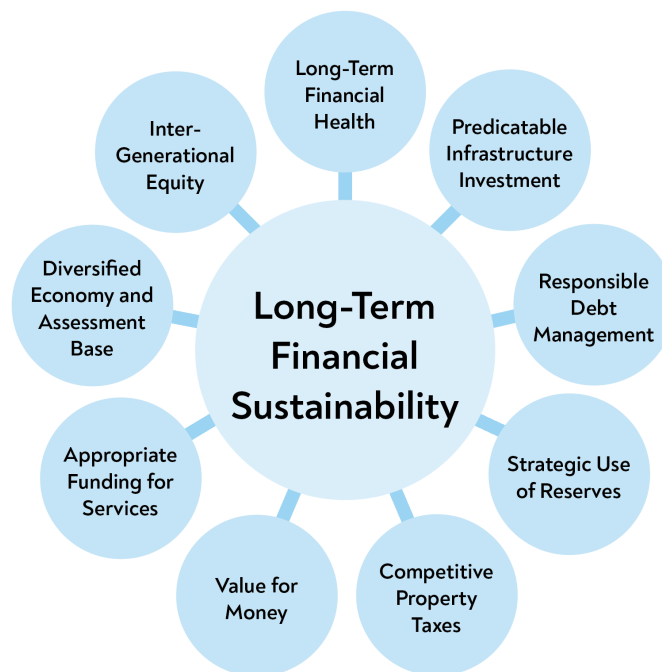 Long-Term
Financial
Health
Predicatable
Infrastructure
Investment
Responsible
Debt
Management
Strategic Use
of Reserves
Competitive
Property
Taxes
Value for
Money
Appropriate
Funding for
Services
Diversified
Economy and
Assessment
Base
Inter-
Generational
Equity
Long-Term
Financial
Sustainability